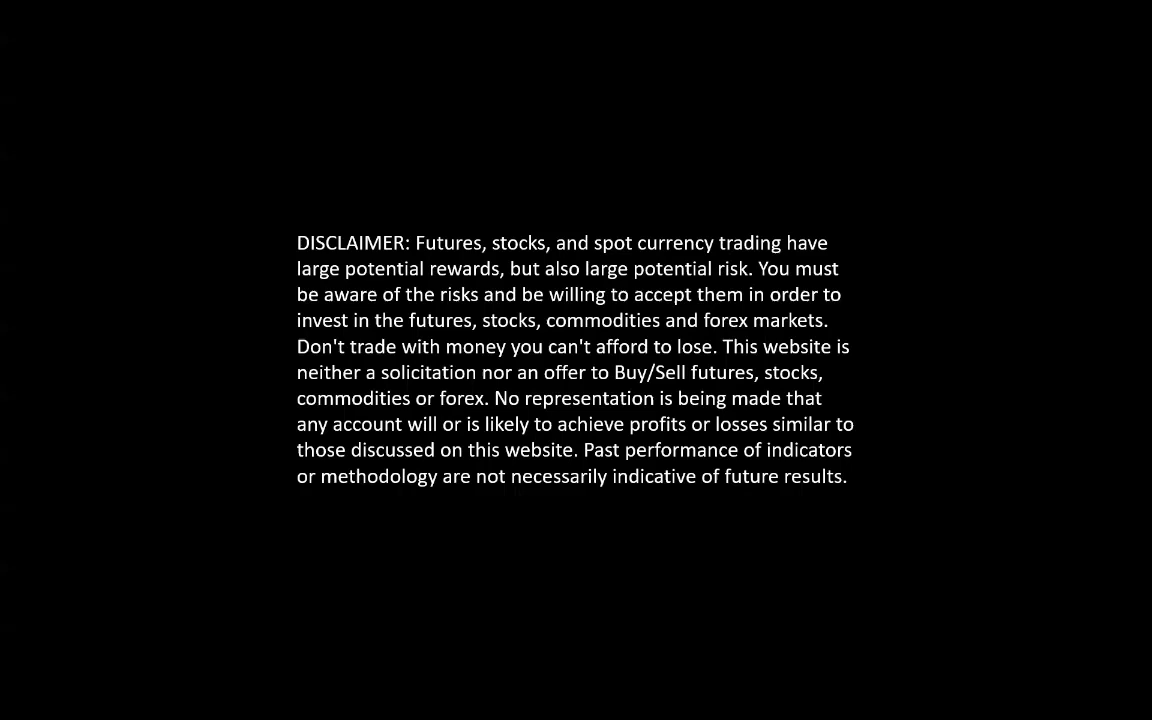 DISCLAIMER: Futures, stocks, and spot currency trading have
large potential rewards, but also large potential risk. You must
be aware of the risks and be willing to accept them in order to
invest in the futures, stocks, commodities and forex markets.
Don't trade with money you can't afford to lose. This website is
neither a solicitation nor an offer to Buy/Sell futures, stocks,
commodities or forex. No representation is being made that
any account will or is likely to achieve profits or losses similar to
those discussed on this website. Past performance of indicators
or methodology are not necessarily indicative of future results.